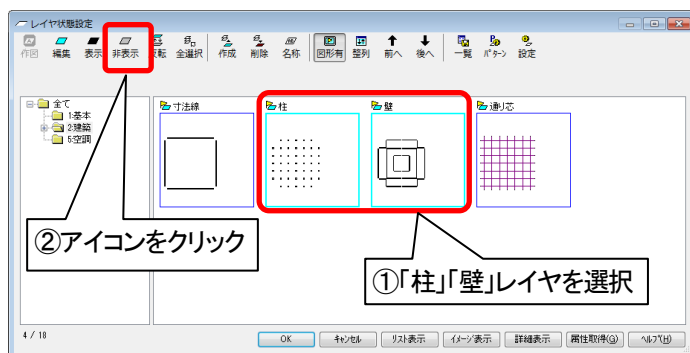 レイヤ状態設定
作図 編集 表示 非表示 反転 全選択 作成 削除 名称 図形有 整列 前へ 後へ 一覧 パターン 設定
全て
1:基本
2:建築
5:空調
寸法線 柱 壁 通り芯
②アイコンをクリック
①「柱」「壁」レイヤを選択
4 / 18
OK キャンセル リスト表示 イメージ表示 詳細表示 属性取得(G) ヘルプ(H)